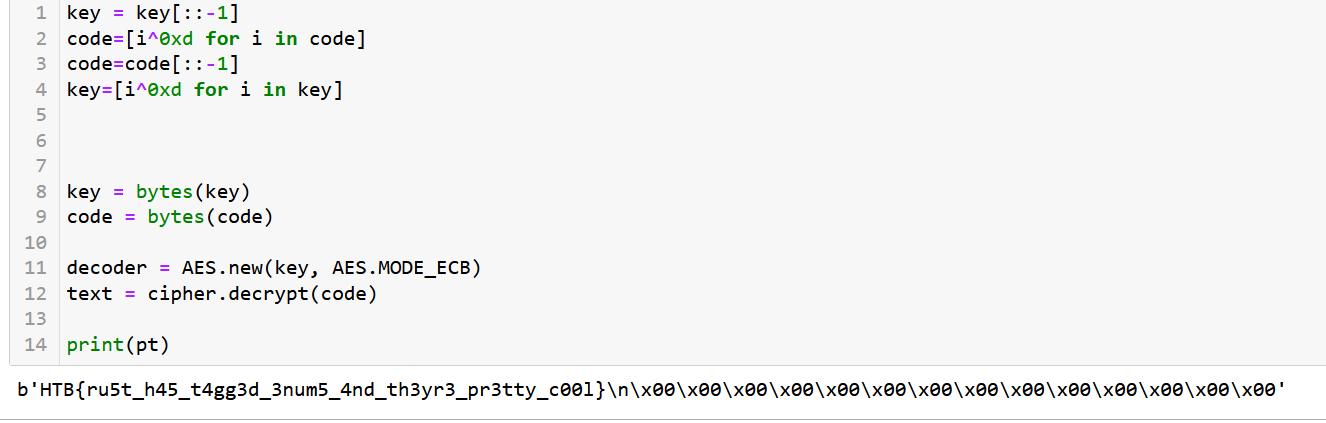 1 key = key[::-1]
2 code=[i^0xd for i in code]
3 code=code[::-1]
4 key=[i^0xd for i in key]
5
6
7
8 key = bytes(key)
9 code = bytes(code)
10
11 decoder = AES.new(key, AES.MODE_ECB)
12 text = cipher.decrypt(code)
13
14 print(pt)
b'HTB{ru5t_h45_t4gg3d_3num5_4nd_th3yr3_pr3tty_c00l}\n\x00\x00\x00\x00\x00\x00\x00\x00\x00\x00\x00\x00\x00\x00'